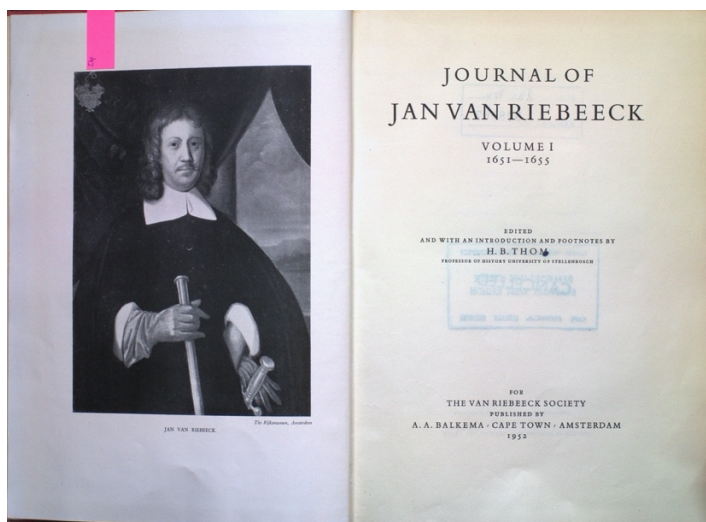 42
The Rijksmuseum, Amsterdam
JAN VAN RIEBEECK
JOURNAL OF
JAN VAN RIEBEECK
VOLUME I
1651—1655
EDITED
AND WITH AN INTRODUCTION AND FOOTNOTES BY
H. B. THOM
PROFESSOR OF HISTORY UNIVERSITY OF STELLENBOSCH
FOR
THE VAN RIEBEECK SOCIETY
PUBLISHED BY
A. A. BALKEMA · CAPE TOWN · AMSTERDAM
1952